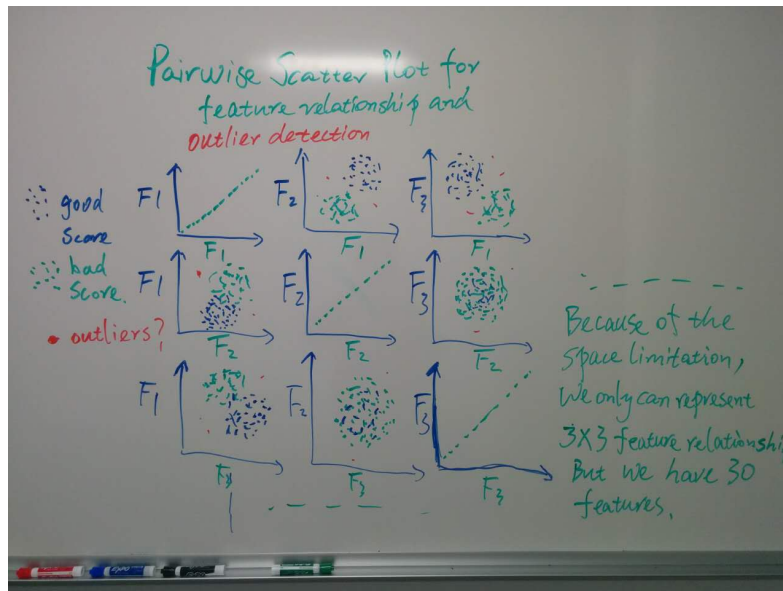 Pairwise Scatter Plot for
feature relationship and
outlier detection
good
score
bad
score.
• outliers?
F1
F1
F2
F1
F3
F1
F1
F2
F2
F2
F3
F2
F1
F3
F2
F3
F3
F3
Because of the
space limitation,
We only can represent
3X3 feature relationshi
But we have 30
features.